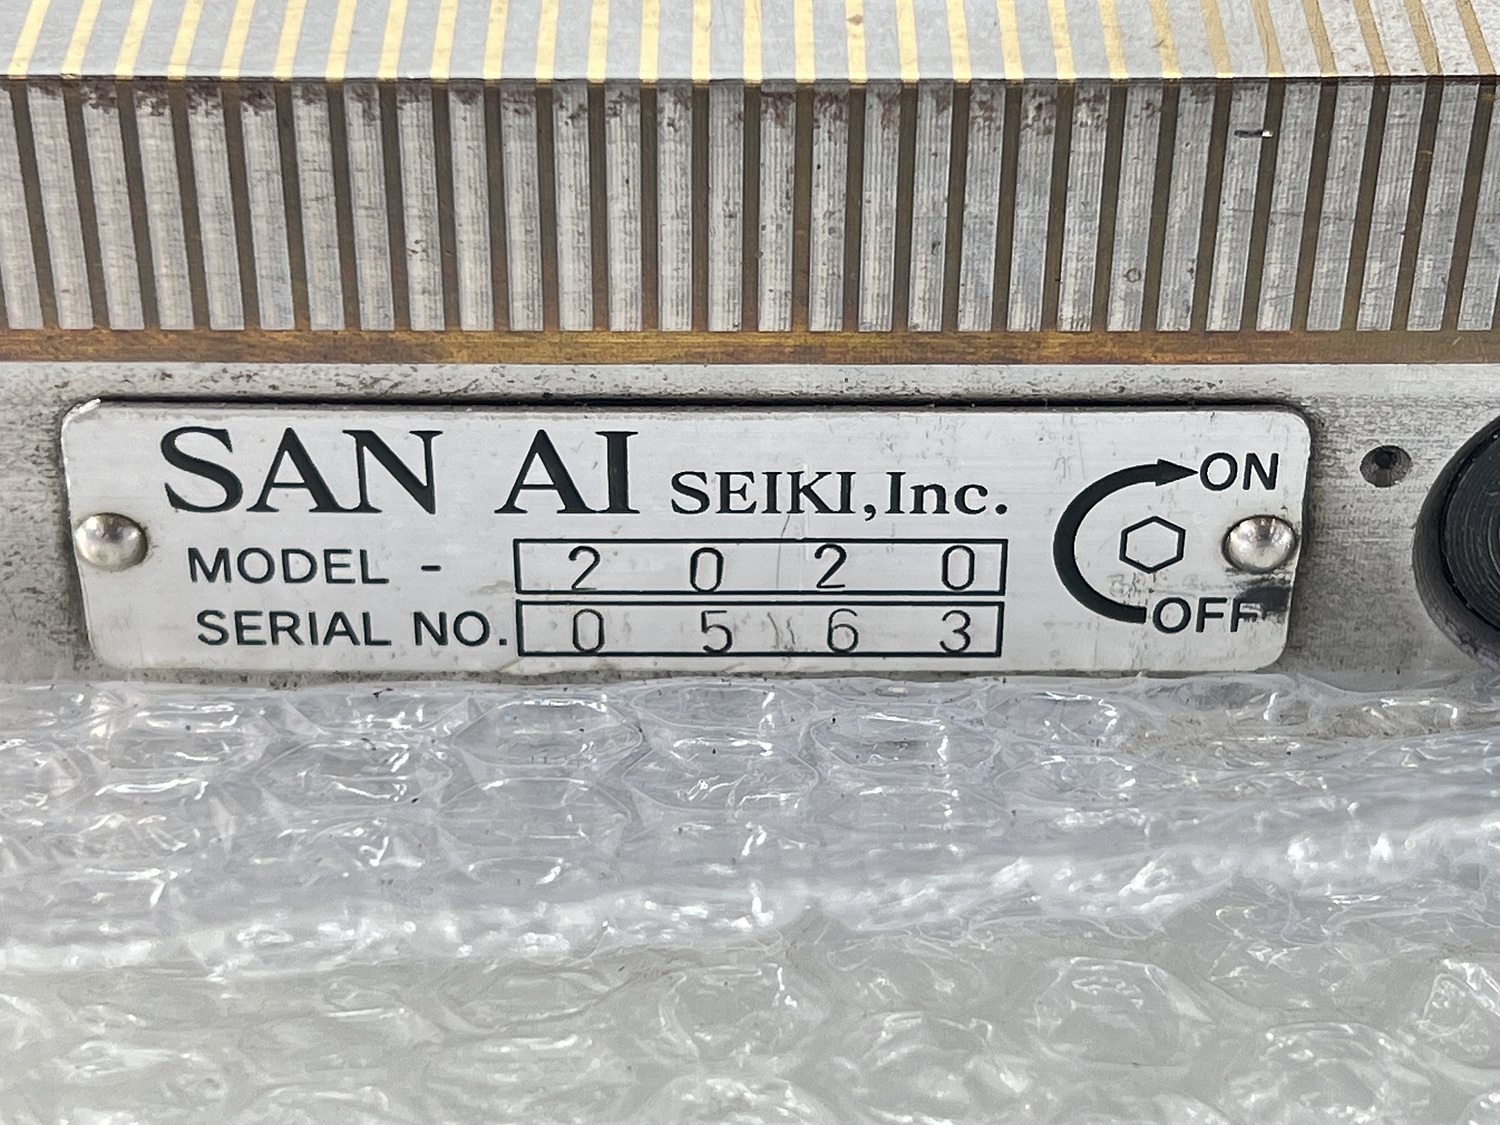 SAN AI SEIKI,Inc.
MODEL - 2 0 2 0
SERIAL NO. 0 5 6 3
ON
OFF